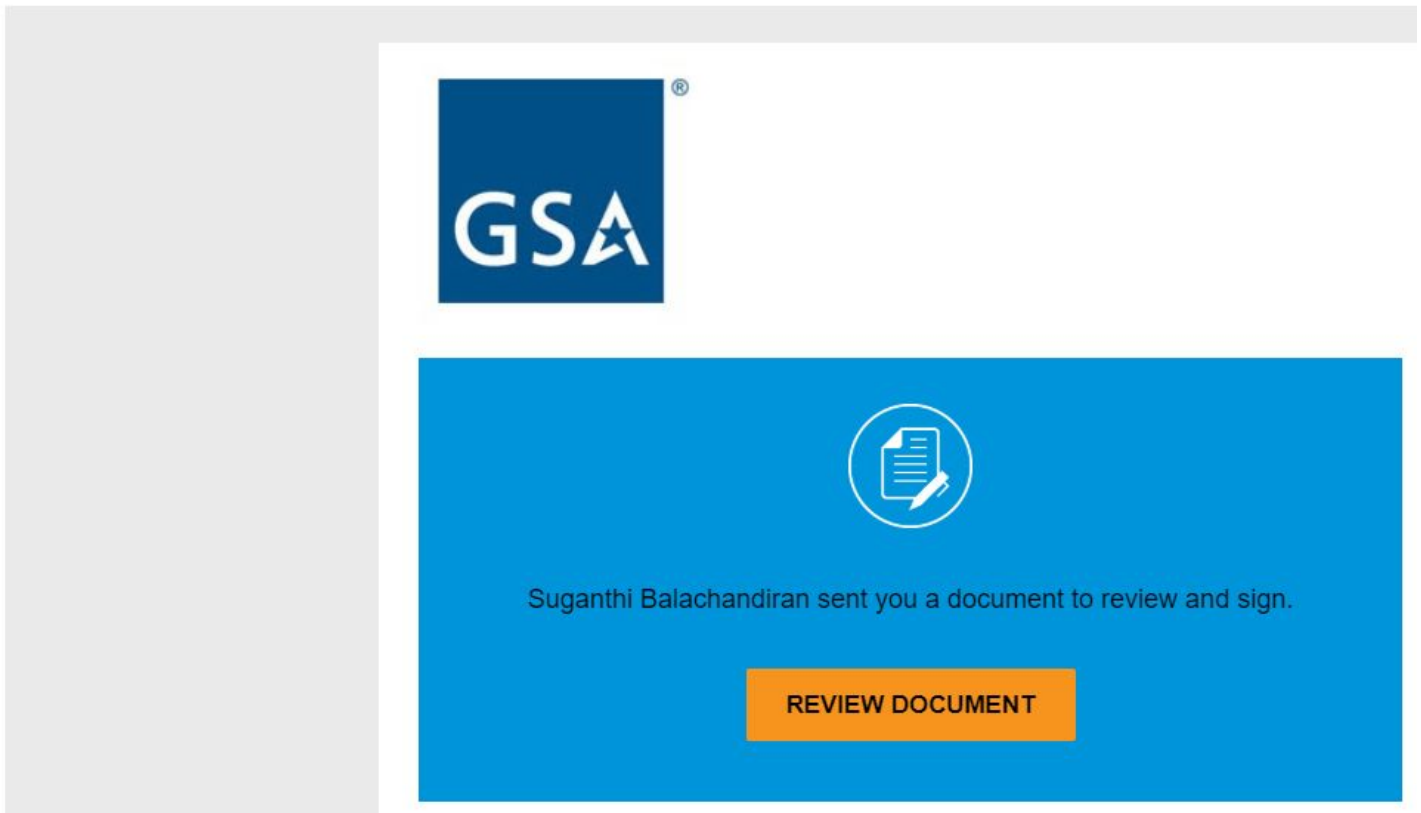 ®
GSA
Suganthi Balachandiran sent you a document to review and sign.
REVIEW DOCUMENT